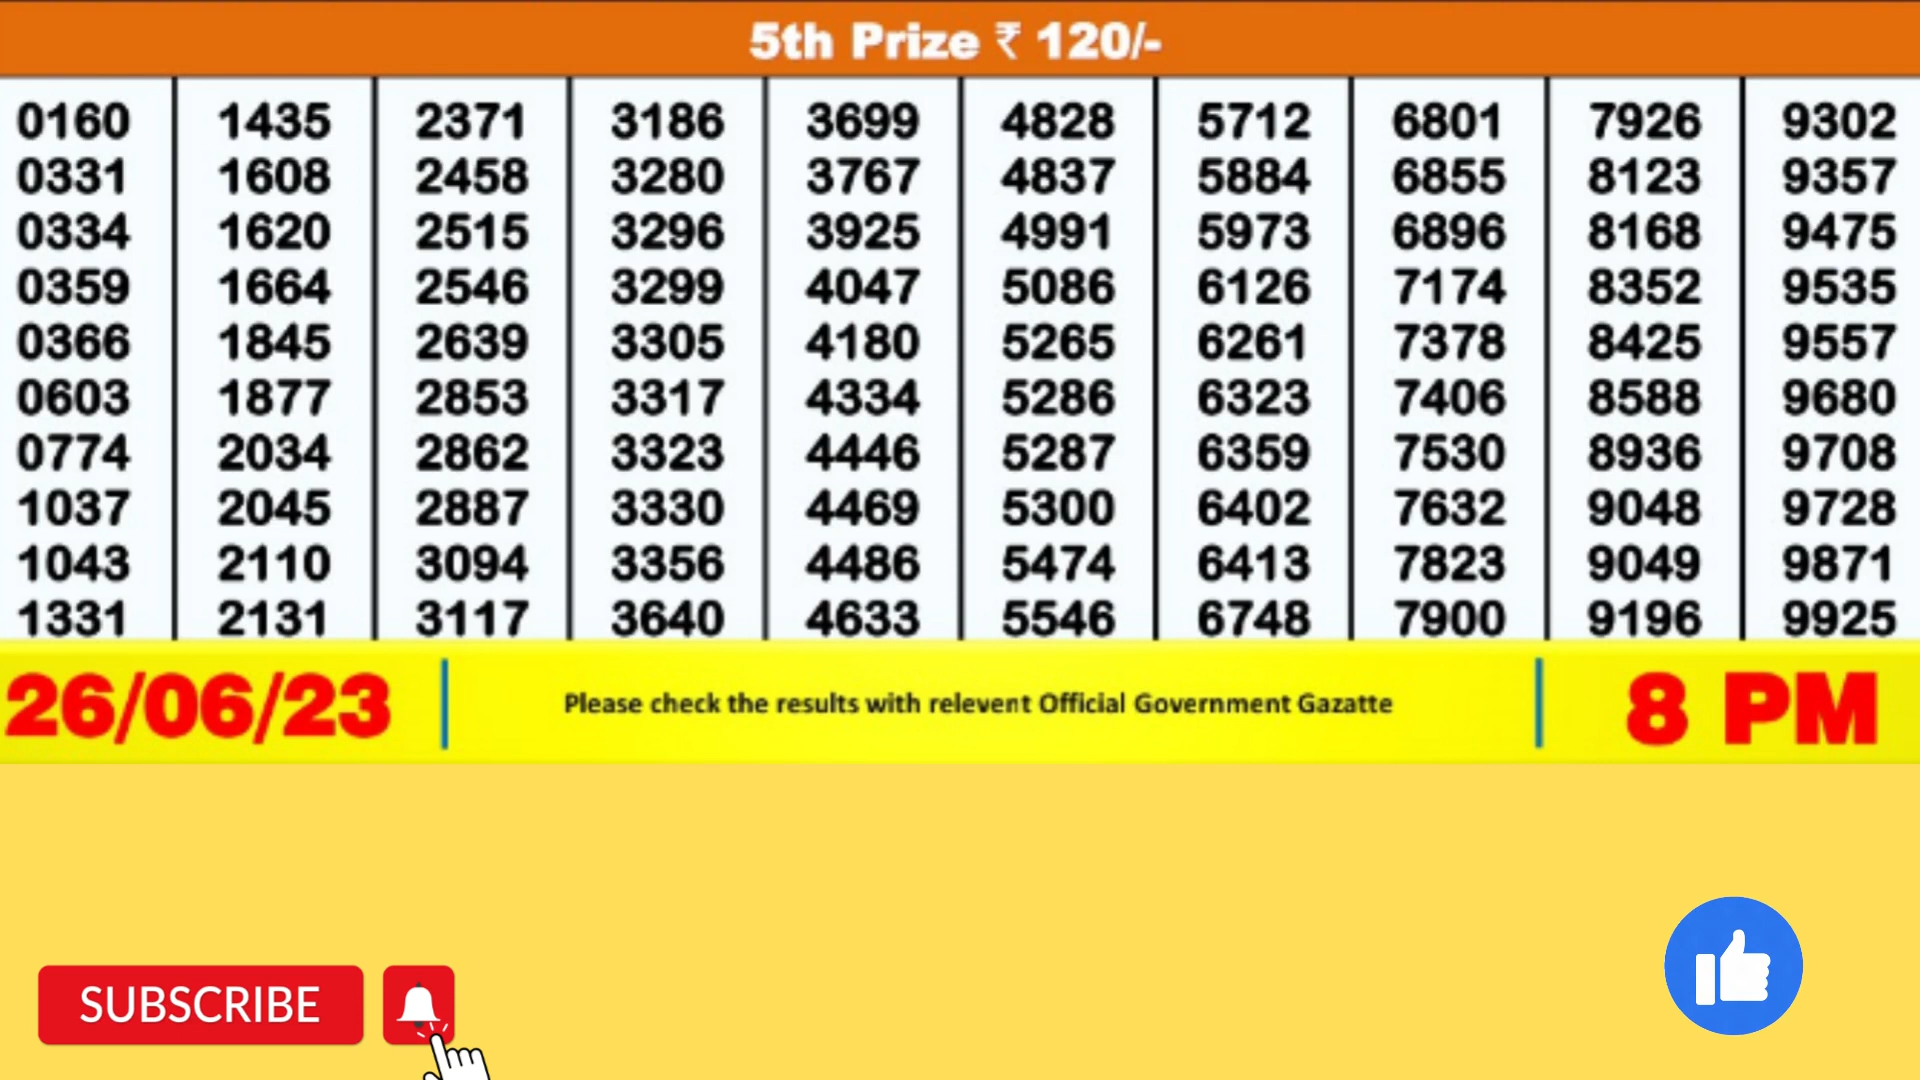 5th Prize ₹ 120/-
0160 1435 2371 3186 3699 4828 5712 6801 7926 9302
0331 1608 2458 3280 3767 4837 5884 6855 8123 9357
0334 1620 2515 3296 3925 4991 5973 6896 8168 9475
0359 1664 2546 3299 4047 5086 6126 7174 8352 9535
0366 1845 2639 3305 4180 5265 6261 7378 8425 9557
0603 1877 2853 3317 4334 5286 6323 7406 8588 9680
0774 2034 2862 3323 4446 5287 6359 7530 8936 9708
1037 2045 2887 3330 4469 5300 6402 7632 9048 9728
1043 2110 3094 3356 4486 5474 6413 7823 9049 9871
1331 2131 3117 3640 4633 5546 6748 7900 9196 9925
26/06/23 Please check the results with relevent Official Government Gazatte 8 PM
SUBSCRIBE